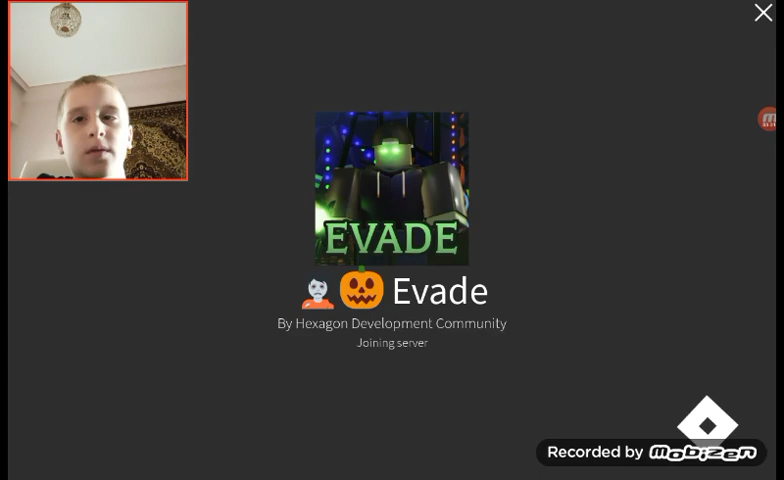 EVADE
Evade
By Hexagon Development Community
Joining server
Recorded by Mobizen